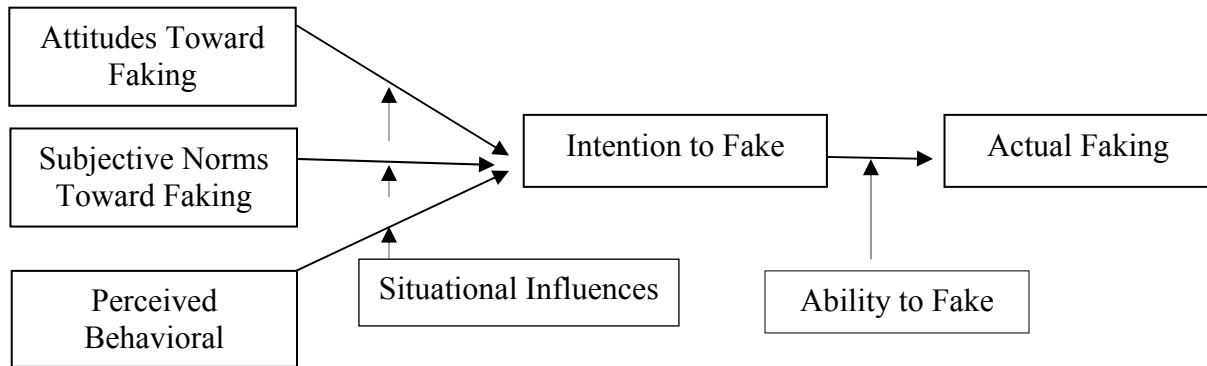 Attitudes Toward
Faking
Subjective Norms
Toward Faking
Perceived
Behavioral
Situational Influences
Intention to Fake
Ability to Fake
Actual Faking